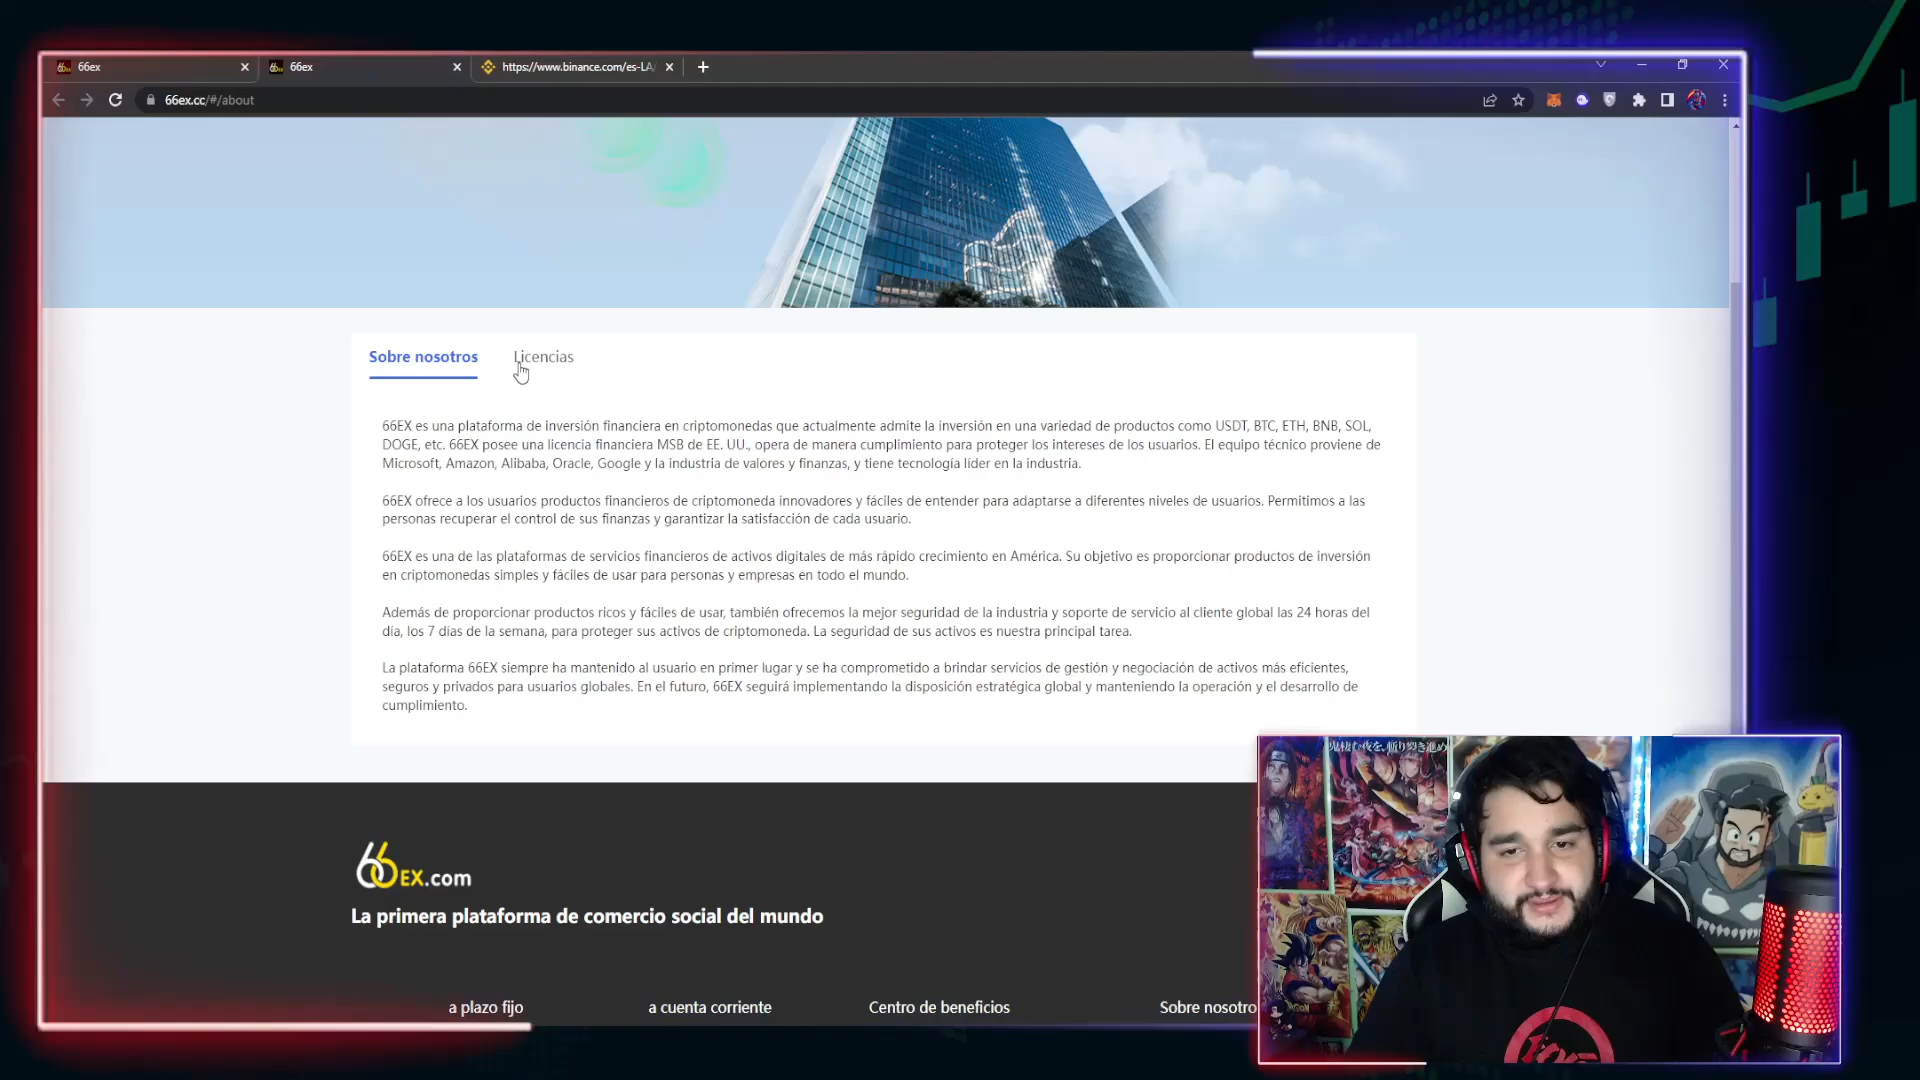 66ex
66ex
https://www.binance.com/es-LA/
66ex.cc/#/about
Sobre nosotros
Licencias
66EX es una plataforma de inversión financiera en criptomonedas que actualmente admite la inversión en una variedad de productos como USDT, BTC, ETH, BNB, SOL,
DOGE, etc. 66EX posee una licencia financiera MSB de EE. UU., opera de manera cumplimiento para proteger los intereses de los usuarios. El equipo técnico proviene de
Microsoft, Amazon, Alibaba, Oracle, Google y la industria de valores y finanzas, y tiene tecnología líder en la industria.
66EX ofrece a los usuarios productos financieros de criptomoneda innovadores y fáciles de entender para adaptarse a diferentes niveles de usuarios. Permitimos a las
personas recuperar el control de sus finanzas y garantizar la satisfacción de cada usuario.
66EX es una de las plataformas de servicios financieros de activos digitales de más rápido crecimiento en América. Su objetivo es proporcionar productos de inversión
en criptomonedas simples y fáciles de usar para personas y empresas en todo el mundo.
Además de proporcionar productos ricos y fáciles de usar, también ofrecemos la mejor seguridad de la industria y soporte de servicio al cliente global las 24 horas del
día, los 7 días de la semana, para proteger sus activos de criptomoneda. La seguridad de sus activos es nuestra principal tarea.
La plataforma 66EX siempre ha mantenido al usuario en primer lugar y se ha comprometido a brindar servicios de gestión y negociación de activos más eficientes,
seguros y privados para usuarios globales. En el futuro, 66EX seguirá implementando la disposición estratégica global y manteniendo la operación y el desarrollo de
cumplimiento.
66EX.com
La primera plataforma de comercio social del mundo
a plazo fijo
a cuenta corriente
Centro de beneficios
Sobre nosotro